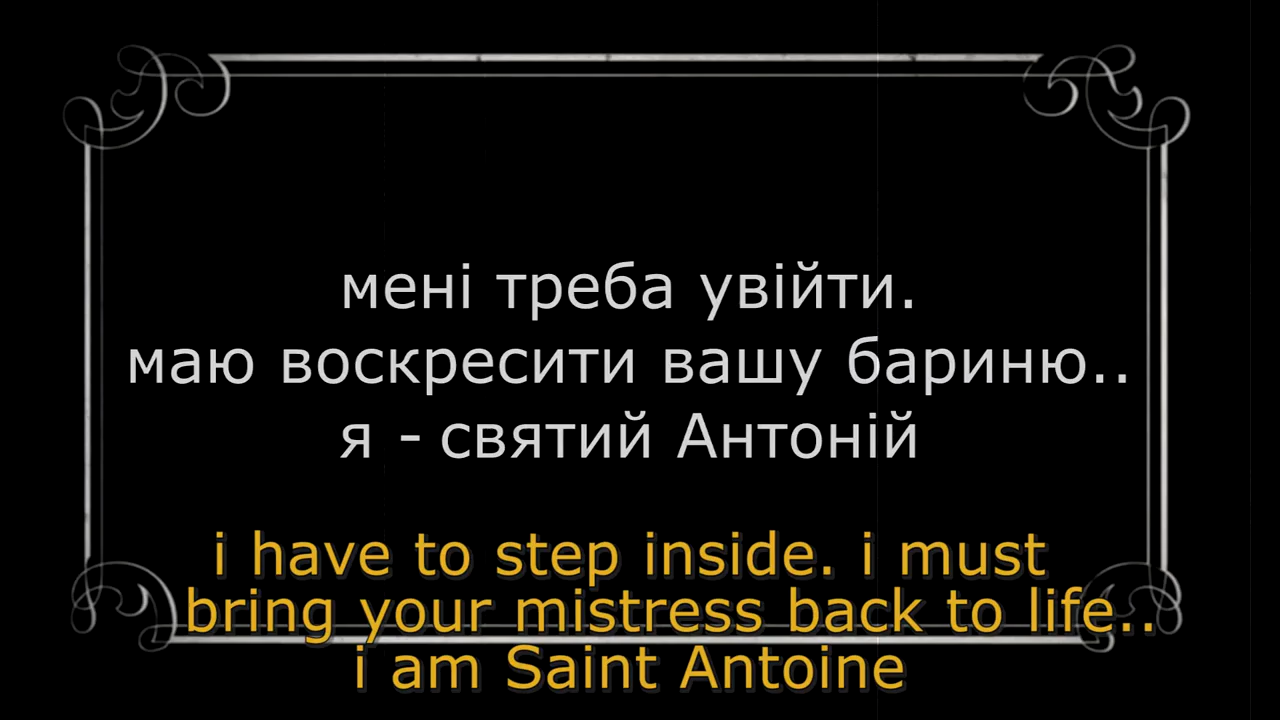 мені треба увійти.
маю воскресити вашу бариню..
я - святий Антоній
i have to step inside. i must
bring your mistress back to life..
i am Saint Antoine